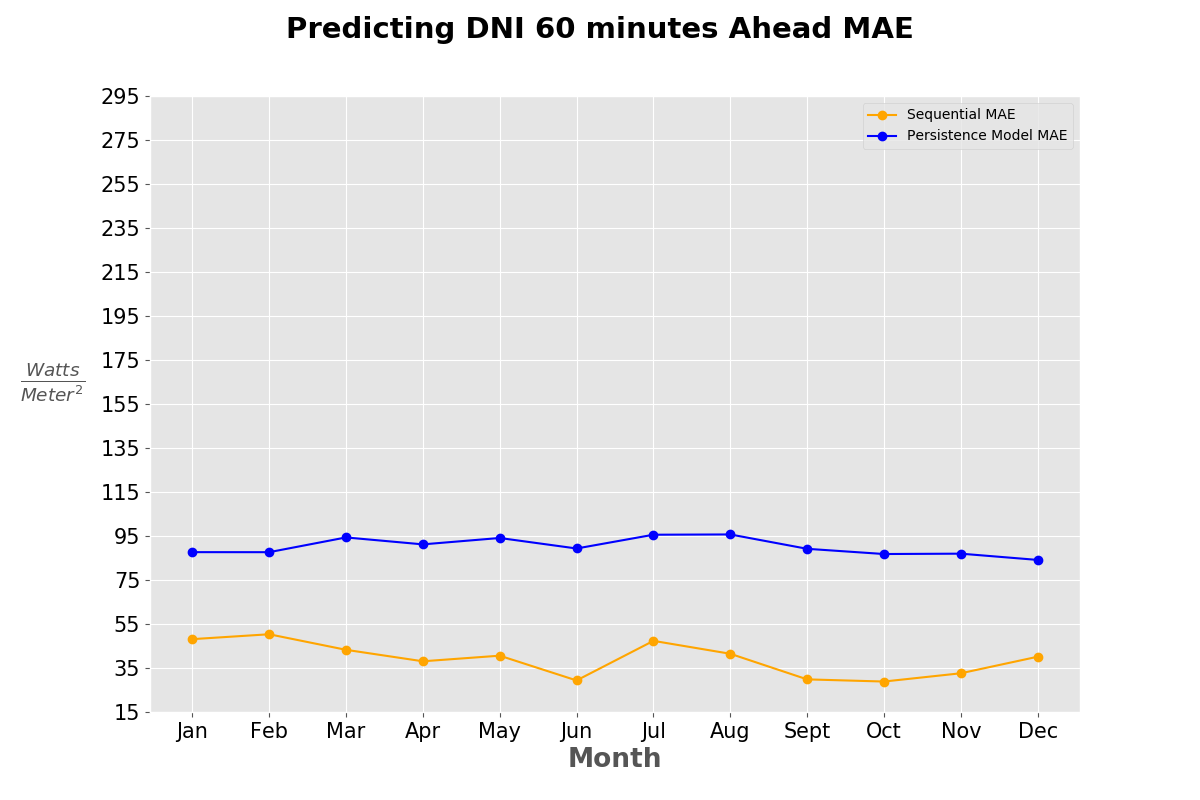 Predicting DNI 60 minutes Ahead MAE
295
275
255
235
215
195
175
155
135
115
95
75
55
35
15
Watts
Meter²
Sequential MAE
Persistence Model MAE
Jan Feb Mar Apr May Jun Jul Aug Sept Oct Nov Dec
Month